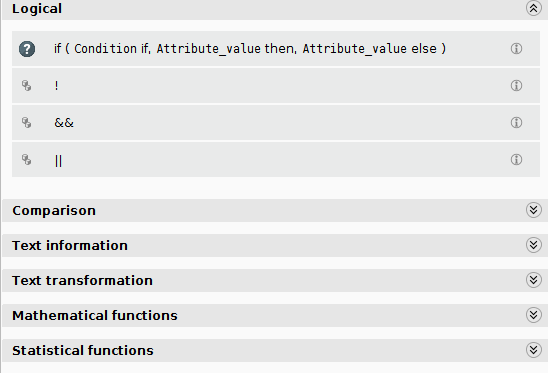 Logical
if ( Condition if, Attribute_value then, Attribute_value else )
!
&&
||
Comparison
Text information
Text transformation
Mathematical functions
Statistical functions